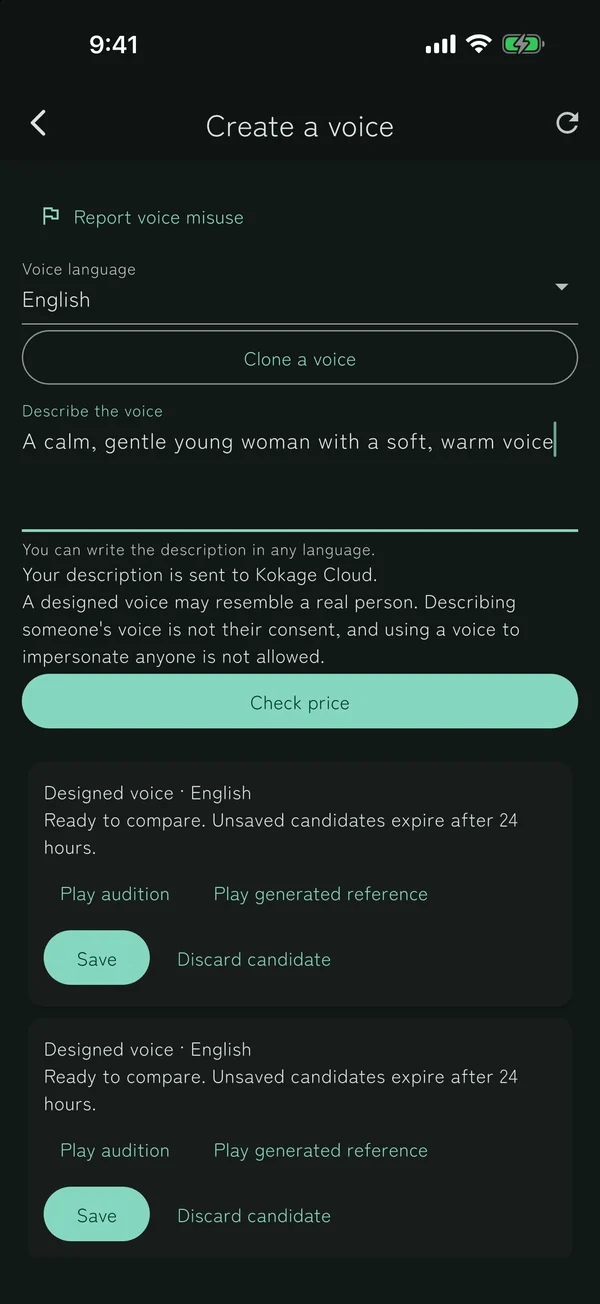 9:41
Create a voice
Report voice misuse
Voice language
English
Clone a voice
Describe the voice
A calm, gentle young woman with a soft, warm voice
You can write the description in any language.
Your description is sent to Kokage Cloud.
A designed voice may resemble a real person. Describing
someone's voice is not their consent, and using a voice to
impersonate anyone is not allowed.
Check price
Designed voice · English
Ready to compare. Unsaved candidates expire after 24
hours.
Play audition Play generated reference
Save Discard candidate
Designed voice · English
Ready to compare. Unsaved candidates expire after 24
hours.
Play audition Play generated reference
Save Discard candidate